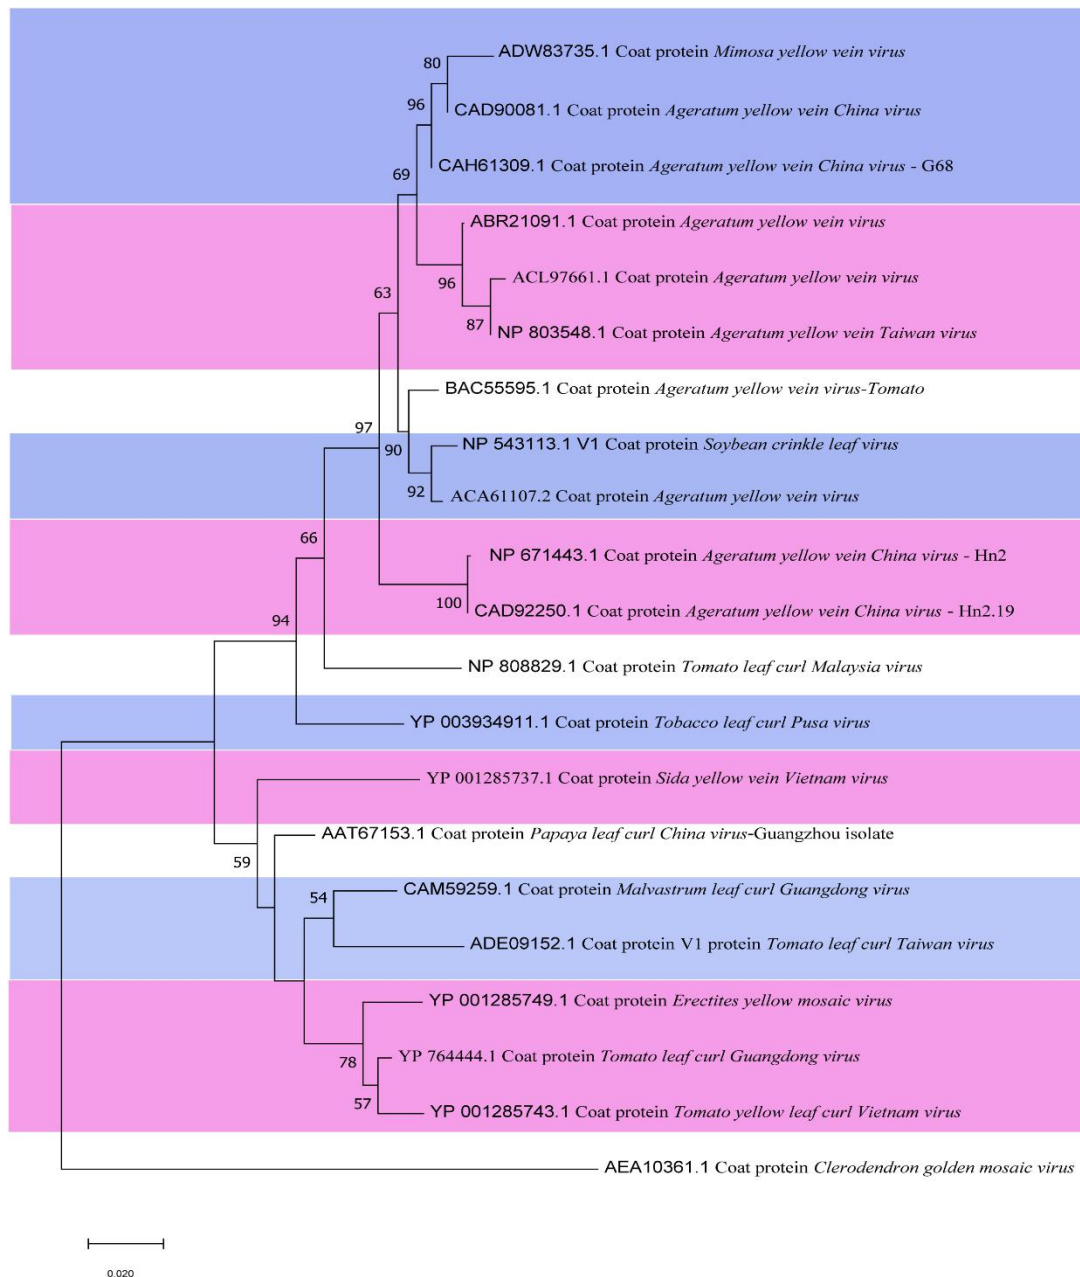 ADW83735.1 Coat protein Mimosa yellow vein virus
80
CAD90081.1 Coat protein Ageratum yellow vein China virus
96
CAH61309.1 Coat protein Ageratum yellow vein China virus - G68
69
ABR21091.1 Coat protein Ageratum yellow vein virus
ACL97661.1 Coat protein Ageratum yellow vein virus
96
63
NP 803548.1 Coat protein Ageratum yellow vein Taiwan virus
87
BAC55595.1 Coat protein Ageratum yellow vein virus-Tomato
97
NP 543113.1 V1 Coat protein Soybean crinkle leaf virus
90
ACA61107.2 Coat protein Ageratum yellow vein virus
92
66
NP 671443.1 Coat protein Ageratum yellow vein China virus - Hn2
100
CAD92250.1 Coat protein Ageratum yellow vein China virus - Hn2.19
94
NP 808829.1 Coat protein Tomato leaf curl Malaysia virus
YP 003934911.1 Coat protein Tobacco leaf curl Pusa virus
YP 001285737.1 Coat protein Sida yellow vein Vietnam virus
AAT67153.1 Coat protein Papaya leaf curl China virus-Guangzhou isolate
59
CAM59259.1 Coat protein Malvastrum leaf curl Guangdong virus
54
ADE09152.1 Coat protein V1 protein Tomato leaf curl Taiwan virus
YP 001285749.1 Coat protein Erectites yellow mosaic virus
YP 764444.1 Coat protein Tomato leaf curl Guangdong virus
78
57
YP 001285743.1 Coat protein Tomato yellow leaf curl Vietnam virus
AEA10361.1 Coat protein Clerodendron golden mosaic virus
0.020